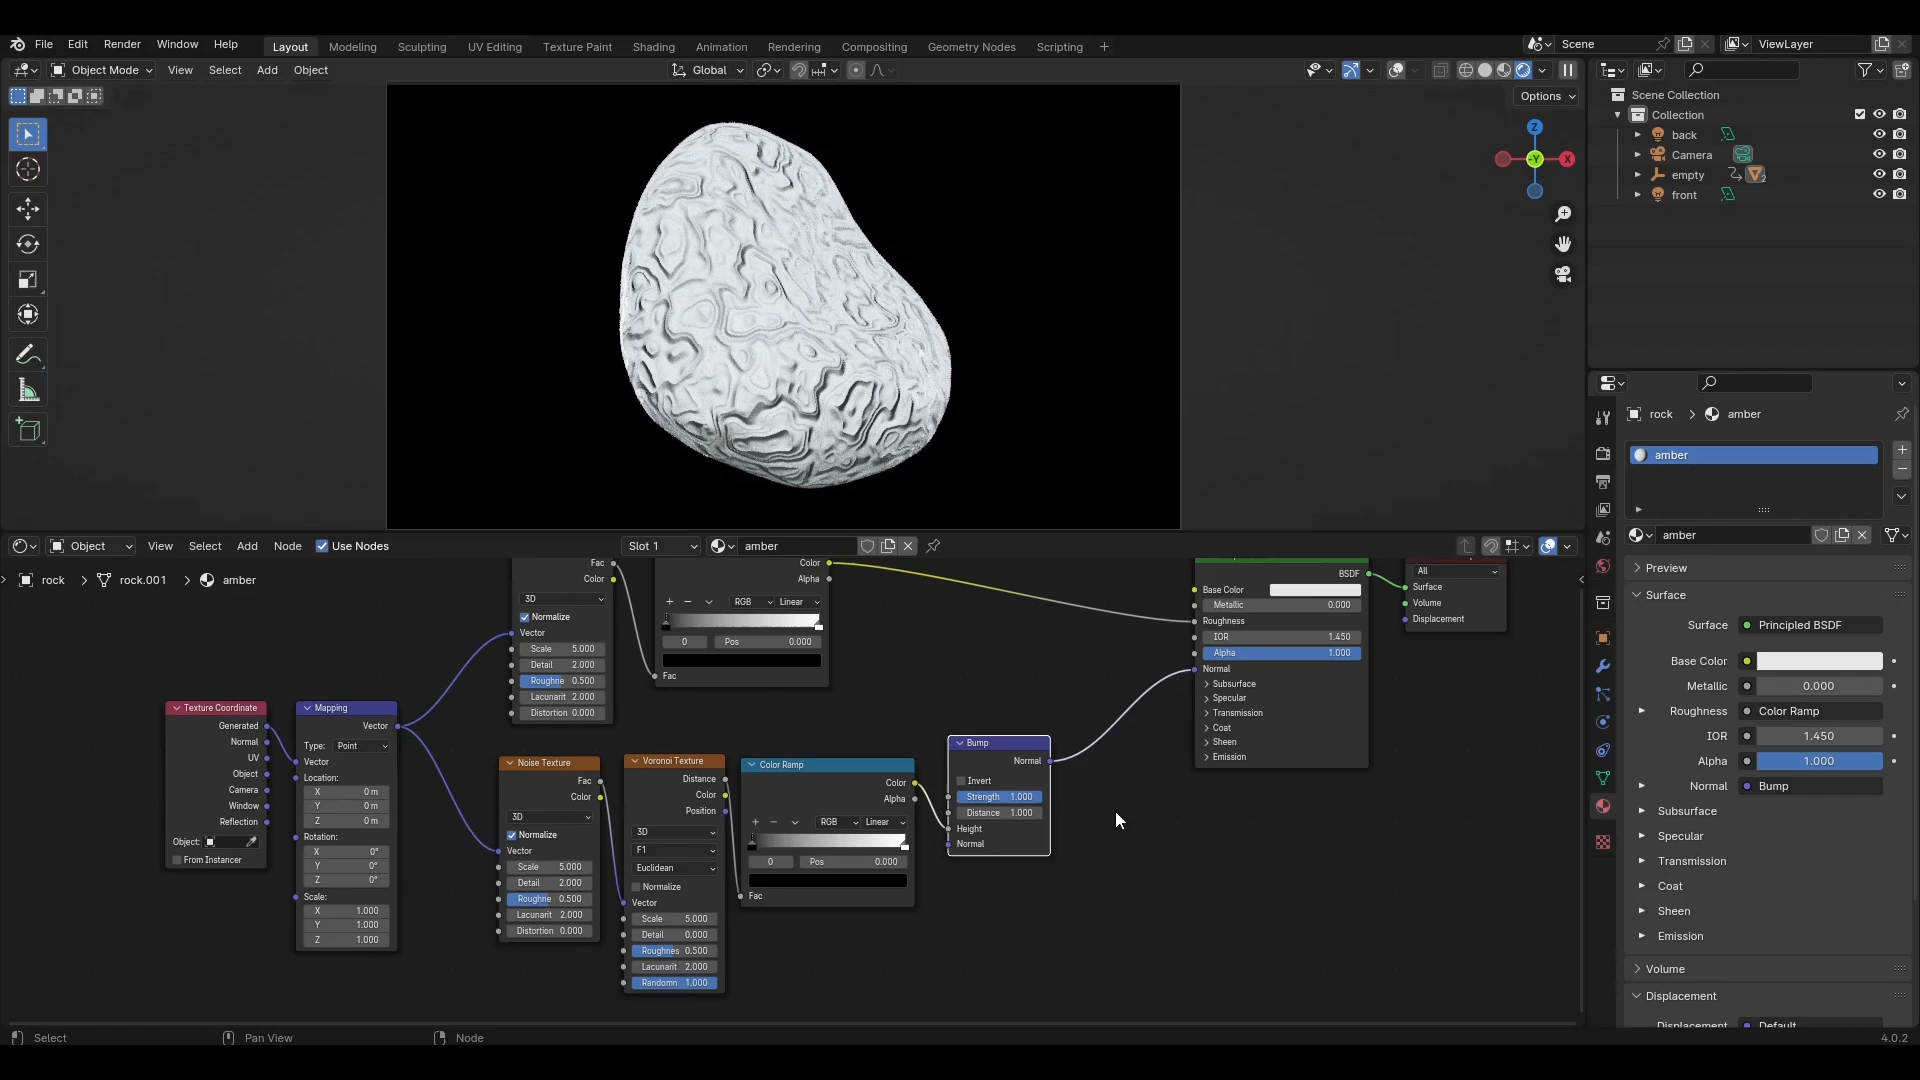 File Edit Render Window Help Layout Modeling Sculpting UV Editing Texture Paint Shading Animation Rendering Compositing Geometry Nodes Scripting + Scene ViewLayer
Object Mode View Select Add Object Global
Options
Z
-Y X
Scene Collection
Collection
back
Camera
empty 2
front
rock > amber
amber
amber
Object View Select Add Node Use Nodes Slot 1 amber
rock > rock.001 > amber
Fac
Color
3D
Normalize
Vector
Scale 5.000
Detail 2.000
Roughne 0.500
Lacunarit 2.000
Distortion 0.000
Color
Alpha
+ − RGB Linear
0 Pos 0.000
Fac
BSDF
Base Color
Metallic 0.000
Roughness
IOR 1.450
Alpha 1.000
Normal
Subsurface
Specular
Transmission
Coat
Sheen
Emission
All
Surface
Volume
Displacement
Texture Coordinate
Generated
Normal
UV
Object
Camera
Window
Reflection
Object:
From Instancer
Mapping
Vector
Type: Point
Vector
Location:
X 0 m
Y 0 m
Z 0 m
Rotation:
X 0°
Y 0°
Z 0°
Scale:
X 1.000
Y 1.000
Z 1.000
Noise Texture
Fac
Color
3D
Normalize
Vector
Scale 5.000
Detail 2.000
Roughne 0.500
Lacunarit 2.000
Distortion 0.000
Voronoi Texture
Distance
Color
Position
3D
F1
Euclidean
Normalize
Vector
Scale 5.000
Detail 0.000
Roughnes 0.500
Lacunarit 2.000
Randomn 1.000
Color Ramp
Color
Alpha
+ − RGB Linear
0 Pos 0.000
Fac
Bump
Normal
Invert
Strength 1.000
Distance 1.000
Height
Normal
Preview
Surface
Surface Principled BSDF
Base Color
Metallic 0.000
Roughness Color Ramp
IOR 1.450
Alpha 1.000
Normal Bump
Subsurface
Specular
Transmission
Coat
Sheen
Emission
Volume
Displacement
Displacement Default
Select Pan View Node 4.0.2